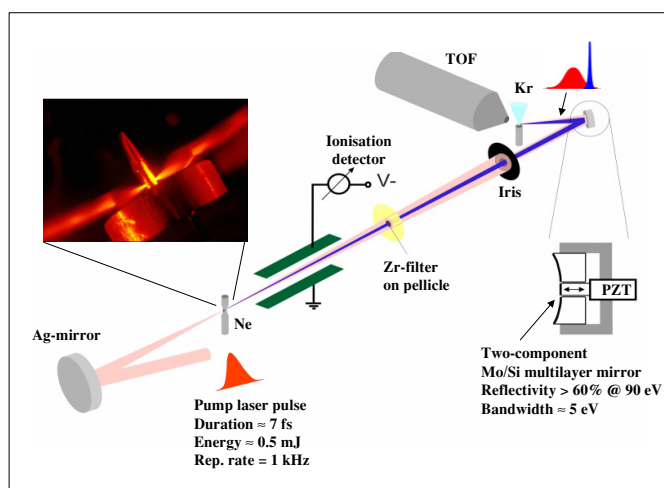 TOF
Kr
Ionisation
detector
V-
Iris
Zr-filter
on pellicle
PZT
Ne
Ag-mirror
Two-component
Mo/Si multilayer mirror
Reflectivity > 60% @ 90 eV
Bandwidth ≈ 5 eV
Pump laser pulse
Duration ≈ 7 fs
Energy ≈ 0.5 mJ
Rep. rate = 1 kHz